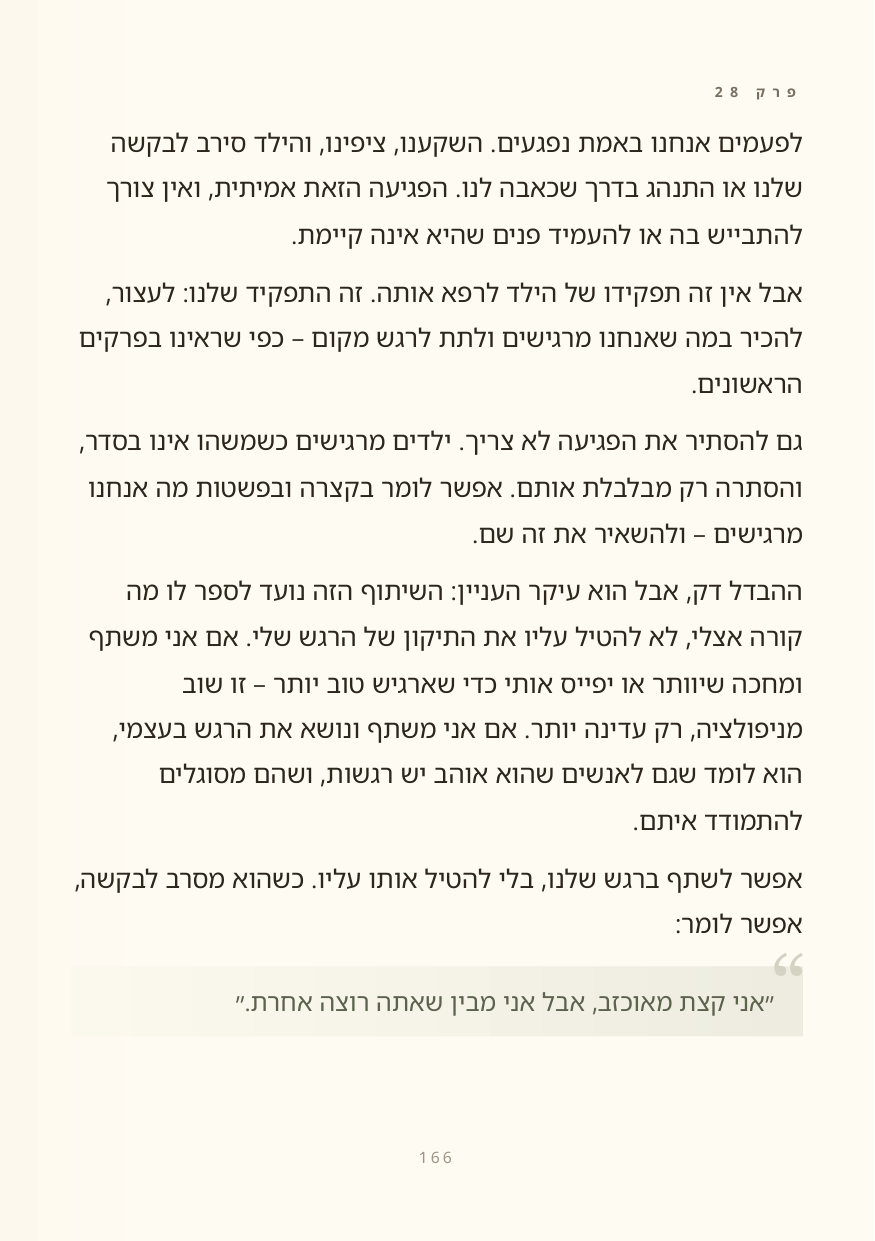 פרק 28
לפעמים אנחנו באמת נפגעים. השקענו, ציפינו, והילד סירב לבקשה
שלנו או התנהג בדרך שכאבה לנו. הפגיעה הזאת אמיתית, ואין צורך
להתבייש בה או להעמיד פנים שהיא אינה קיימת.
אבל אין זה תפקידו של הילד לרפא אותה. זה התפקיד שלנו: לעצור,
להכיר במה שאנחנו מרגישים ולתת לרגש מקום – כפי שראינו בפרקים
הראשונים.
גם להסתיר את הפגיעה לא צריך. ילדים מרגישים כשמשהו אינו בסדר,
והסתרה רק מבלבלת אותם. אפשר לומר בקצרה ובפשטות מה אנחנו
מרגישים – ולהשאיר את זה שם.
ההבדל דק, אבל הוא עיקר העניין: השיתוף הזה נועד לספר לו מה
קורה אצלי, לא להטיל עליו את התיקון של הרגש שלי. אם אני משתף
ומחכה שיוותר או יפייס אותי כדי שארגיש טוב יותר – זו שוב
מניפולציה, רק עדינה יותר. אם אני משתף ונושא את הרגש בעצמי,
הוא לומד שגם לאנשים שהוא אוהב יש רגשות, ושהם מסוגלים
להתמודד איתם.
אפשר לשתף ברגש שלנו, בלי להטיל אותו עליו. כשהוא מסרב לבקשה,
אפשר לומר:
״אני קצת מאוכזב, אבל אני מבין שאתה רוצה אחרת.״
166